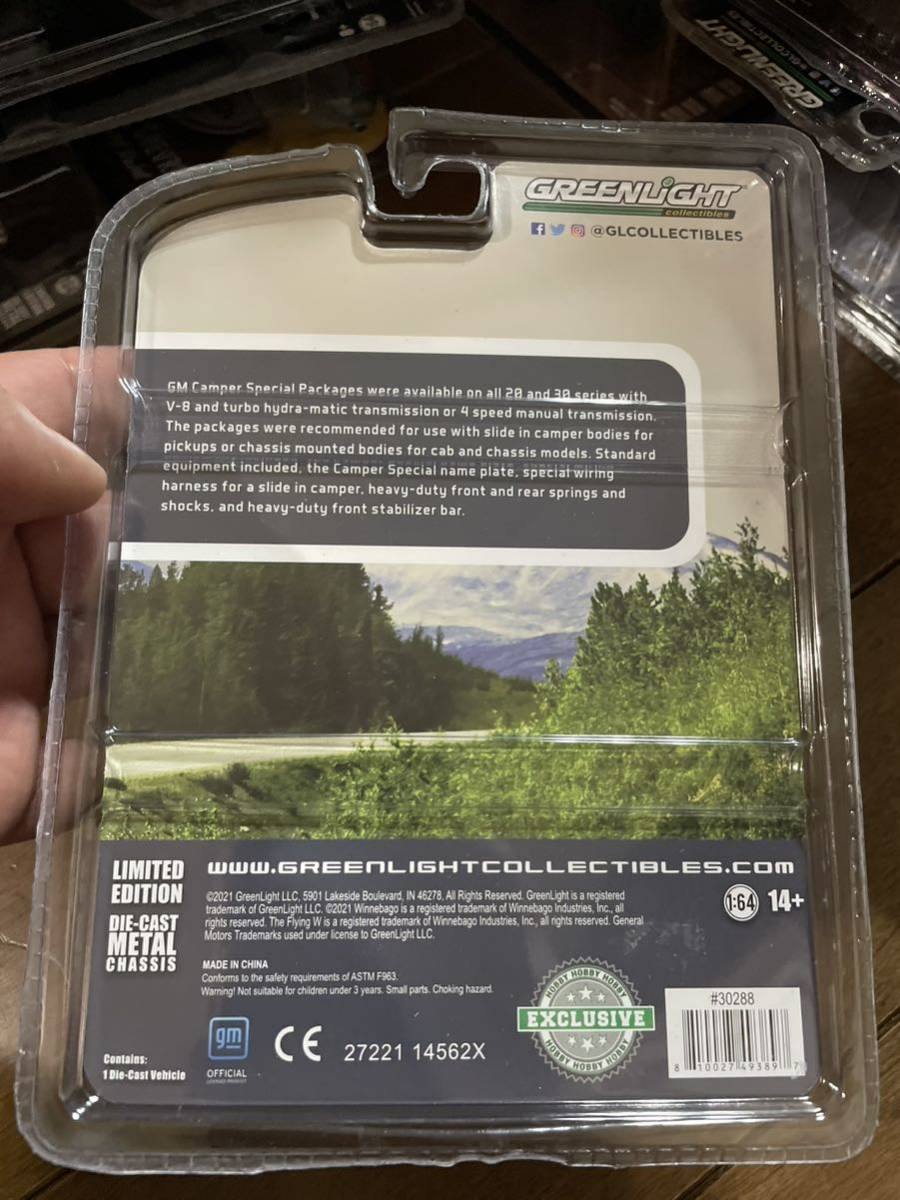 GREENLIGHT
GREENLiGHT
collectibles
@GLCOLLECTIBLES
GM Camper Special Packages were available on all 20 and 30 series with
V-8 and turbo hydra-matic transmission or 4 speed manual transmission.
The packages were recommended for use with slide in camper bodies for
pickups or chassis mounted bodies for cab and chassis models. Standard
equipment included, the Camper Special name plate, special wiring
harness for a slide in camper, heavy-duty front and rear springs and
shocks, and heavy-duty front stabilizer bar.
LIMITED
EDITION
DIE-CAST
METAL
CHASSIS
www.GREENLIGHTCOLLECTIBLES.COM
©2021 GreenLight LLC, 5901 Lakeside Boulevard, IN 46278, All Rights Reserved. GreenLight is a registered
trademark of GreenLight LLC. ©2021 Winnebago is a registered trademark of Winnebago Industries, Inc., all
rights reserved. The Flying W is a registered trademark of Winnebago Industries, Inc., all rights reserved. General
Motors Trademarks used under license to GreenLight LLC.
1:64 14+
MADE IN CHINA
Conforms to the safety requirements of ASTM F963.
Warning! Not suitable for children under 3 years. Small parts. Choking hazard.
gm
OFFICIAL
LICENSED PRODUCT
CE
27221 14562X
HOBBY HOBBY HOBBY
EXCLUSIVE
HOBBY HOBBY HOBBY
#30288
8 10027 49389 7
Contains:
1 Die-Cast Vehicle